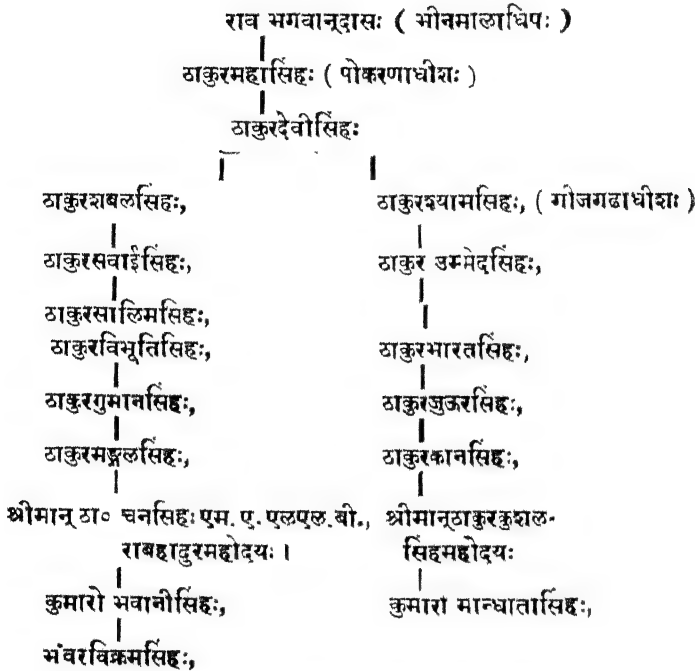 राव भगवान्दासः ( भीनमालाधिपः )
ठाकुरमहासिंहः ( पोकरणाधीशः )
ठाकुरदेवीसिंहः
ठाकुरशबलसिंहः,
ठाकुरश्यामसिंहः, ( गीजगढाधीशः )
ठाकुरसवाईसिंहः,
ठाकुर उम्मेदसिंहः,
ठाकुरसालिमसिंहः,
ठाकुरविभूतिसिंहः,
ठाकुरभारतसिंहः,
ठाकुरगुमानसिंहः,
ठाकुरजुऊरसिंहः,
ठाकुरमङ्गलसिंहः,
ठाकुरकानसिंहः,
श्रीमान् ठा० चनसिंहः एम. ए. एलएल. बी.,
राबहादुरमहोदयः ।
श्रीमान्ठाकुरकुशल-
सिंहमहोदयः
कुमारो भवानीसिंहः,
कुमारो मान्धातासिंहः,
भंवरविक्रमसिंहः,